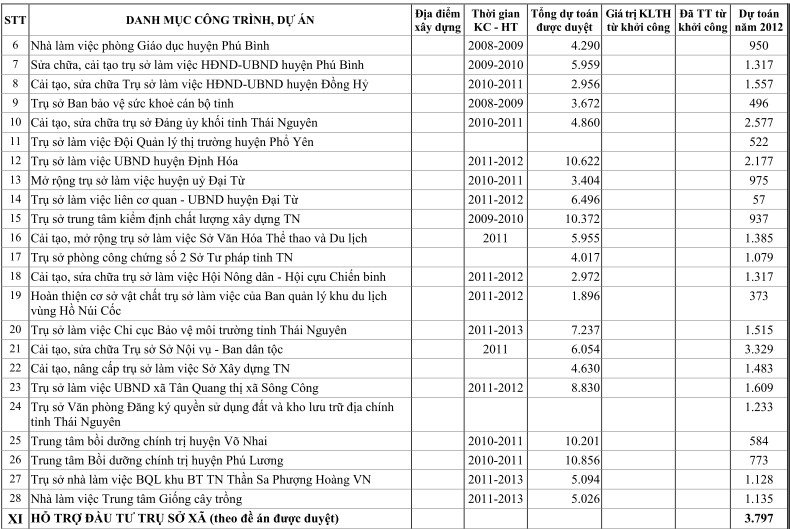 STT DANH MỤC CÔNG TRÌNH, DỰ ÁN Địa điểm xây dựng Thời gian KC - HT Tổng dự toán được duyệt Giá trị KLTH từ khởi công Đã TT từ khởi công Dự toán năm 2012
6 Nhà làm việc phòng Giáo dục huyện Phú Bình 2008-2009 4.290 950
7 Sửa chữa, cải tạo trụ sở làm việc HĐND-UBND huyện Phú Bình 2009-2010 5.959 1.317
8 Cải tạo, sửa chữa Trụ sở làm việc HĐND-UBND huyện Đồng Hỷ 2010-2011 2.956 1.557
9 Trụ sở Ban bảo vệ sức khoẻ cán bộ tỉnh 2008-2009 3.672 496
10 Cải tạo, sửa chữa trụ sở Đảng ủy khối tỉnh Thái Nguyên 2010-2011 4.860 2.577
11 Trụ sở làm việc Đội Quản lý thị trường huyện Phổ Yên 522
12 Trụ sở làm việc UBND huyện Định Hóa 2011-2012 10.622 2.177
13 Mở rộng trụ sở làm việc huyện uỷ Đại Từ 2010-2011 3.404 975
14 Trụ sở làm việc liên cơ quan - UBND huyện Đại Từ 2011-2012 6.496 57
15 Trụ sở trung tâm kiểm định chất lượng xây dựng TN 2009-2010 10.372 937
16 Cải tạo, mở rộng trụ sở làm việc Sở Văn Hóa Thể thao và Du lịch 2011 5.955 1.385
17 Trụ sở phòng công chứng số 2 Sở Tư pháp tỉnh TN 4.017 1.079
18 Cải tạo, sửa chữa trụ sở làm việc Hội Nông dân - Hội cựu Chiến binh 2011-2012 2.972 1.317
19 Hoàn thiện cơ sở vật chất trụ sở làm việc của Ban quản lý khu du lịch 2011-2012 1.896 373
vùng Hồ Núi Cốc
20 Trụ sở làm việc Chi cục Bảo vệ môi trường tỉnh Thái Nguyên 2011-2013 7.237 1.515
21 Cải tạo, sửa chữa Trụ sở Sở Nội vụ - Ban dân tộc 2011 6.054 3.329
22 Cải tạo, nâng cấp trụ sở làm việc Sở Xây dựng TN 4.630 1.483
23 Trụ sở làm việc UBND xã Tân Quang thị xã Sông Công 2011-2012 8.830 1.609
24 Trụ sở Văn phòng Đăng ký quyền sử dụng đất và kho lưu trữ địa chính 1.233
tỉnh Thái Nguyên
25 Trung tâm bồi dưỡng chính trị huyện Võ Nhai 2010-2011 10.201 584
26 Trung tâm Bồi dưỡng chính trị huyện Phú Lương 2010-2011 10.856 773
27 Trụ sở nhà làm việc BQL khu BT TN Thần Sa Phượng Hoàng VN 2011-2013 5.094 1.128
28 Nhà làm việc Trung tâm Giống cây trồng 2011-2013 5.026 1.135
XI HỖ TRỢ ĐẦU TƯ TRỤ SỞ XÃ (theo đề án được duyệt) 3.797